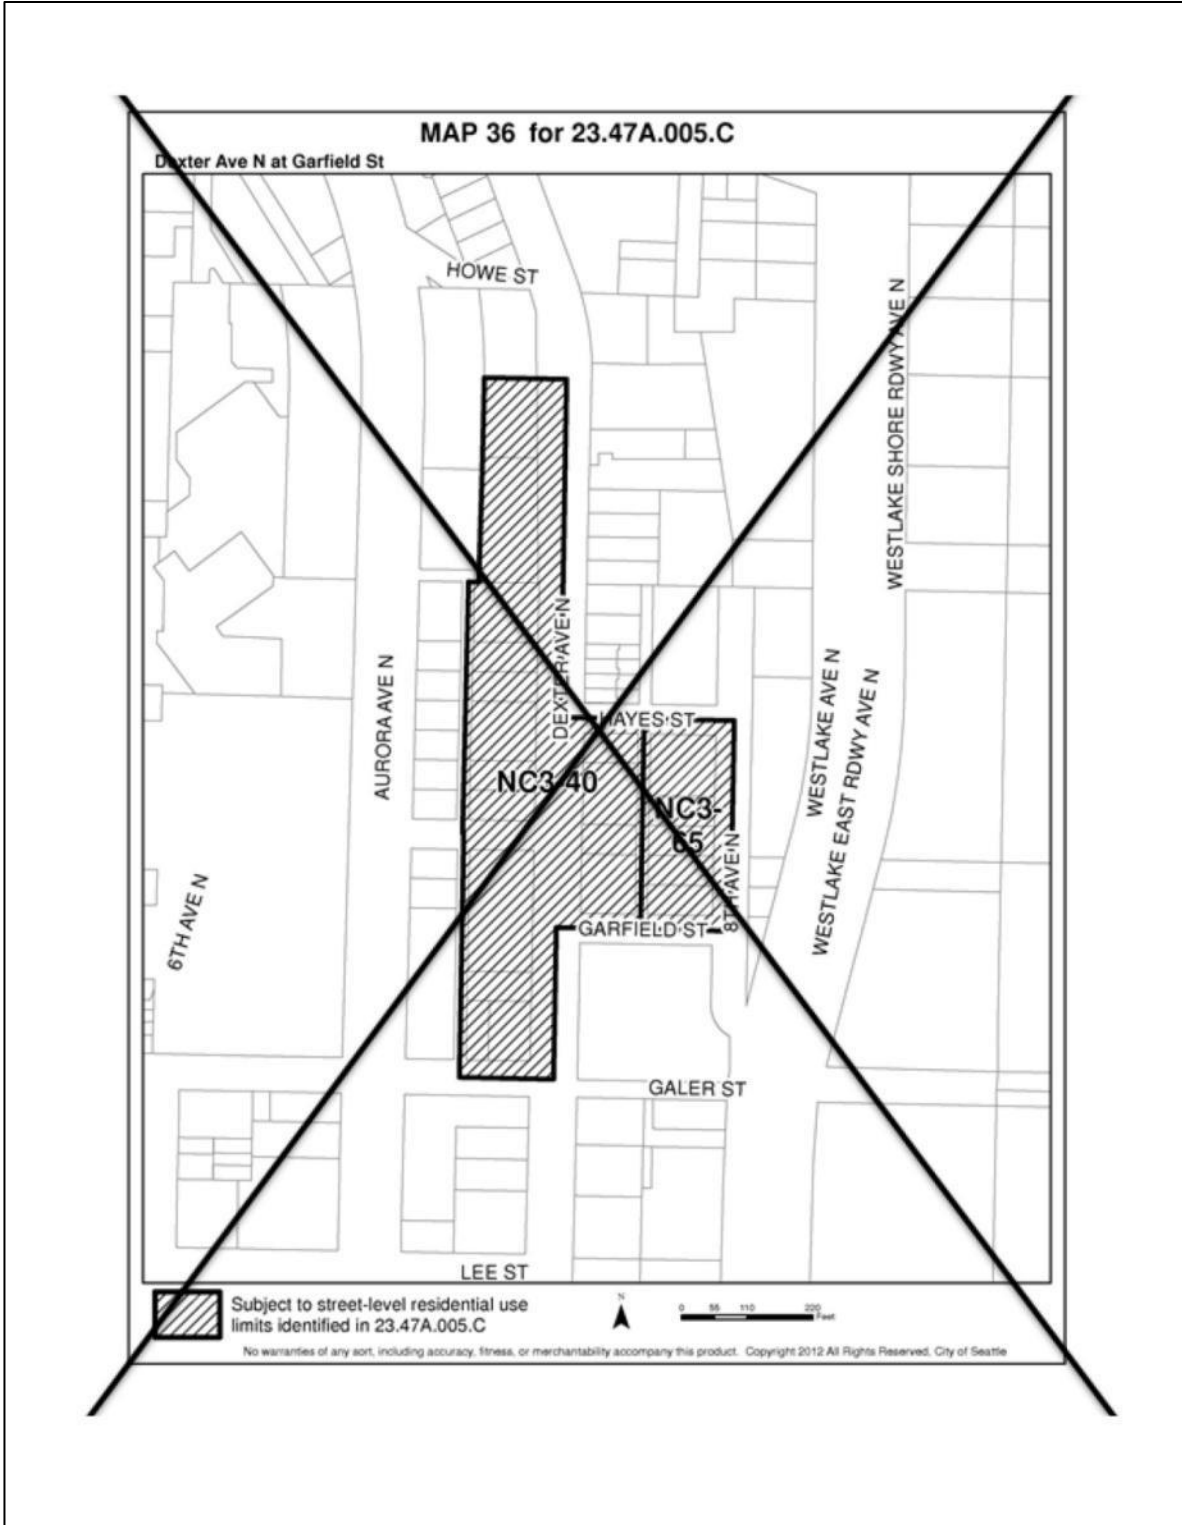 MAP 36 for 23.47A.005.C
Dexter Ave N at Garfield St
HOWE ST
WESTLAKE SHORE RDWY AVE N
DEXTER AVE N
AURORA AVE N
HAYES ST
WESTLAKE AVE N
WESTLAKE EAST RDWY AVE N
NC3-40
NC3-
65
8TH AVE N
6TH AVE N
GARFIELD ST
GALER ST
LEE ST
Subject to street-level residential use
limits identified in 23.47A.005.C
N
0 55 110 220
Feet
No warranties of any sort, including accuracy, fitness, or merchantability accompany this product. Copyright 2012 All Rights Reserved, City of Seattle